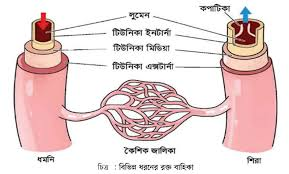 লুমেন
কপাটিকা
টিউনিকা ইন্টার্না
টিউনিকা মিডিয়া
টিউনিকা এক্সটার্না
কৈশিক জালিকা
ধমনি
শিরা
চিত্র : বিভিন্ন ধরনের রক্ত বাহিকা